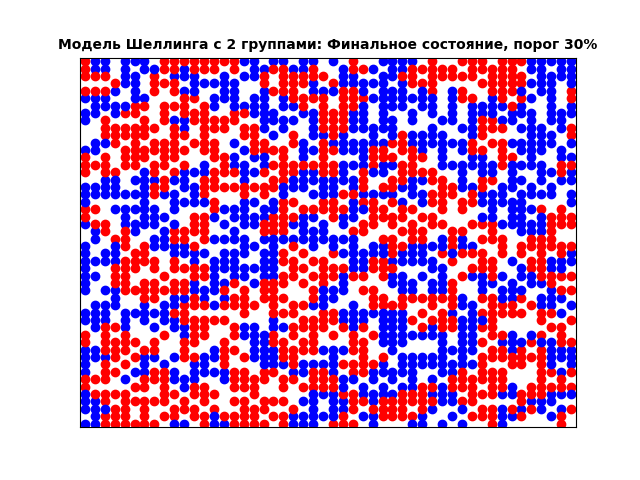 Модель Шеллинга с 2 группами: Финальное состояние, порог 30%